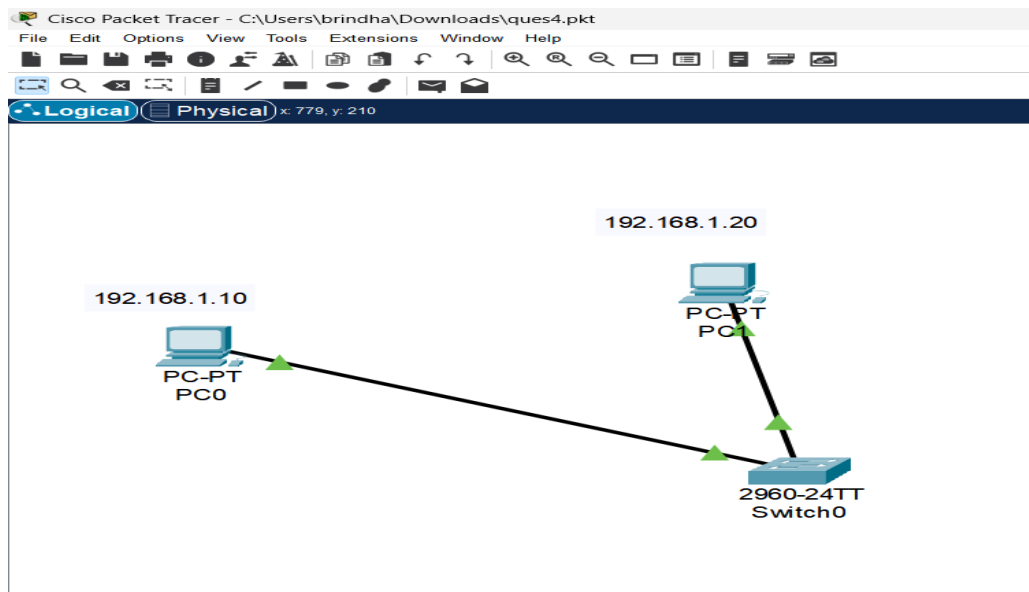 Cisco Packet Tracer - C:\Users\brindha\Downloads\ques4.pkt
File Edit Options View Tools Extensions Window Help
Logical Physical x: 779, y: 210
192.168.1.20
PC-PT
PC1
192.168.1.10
PC-PT
PC0
2960-24TT
Switch0